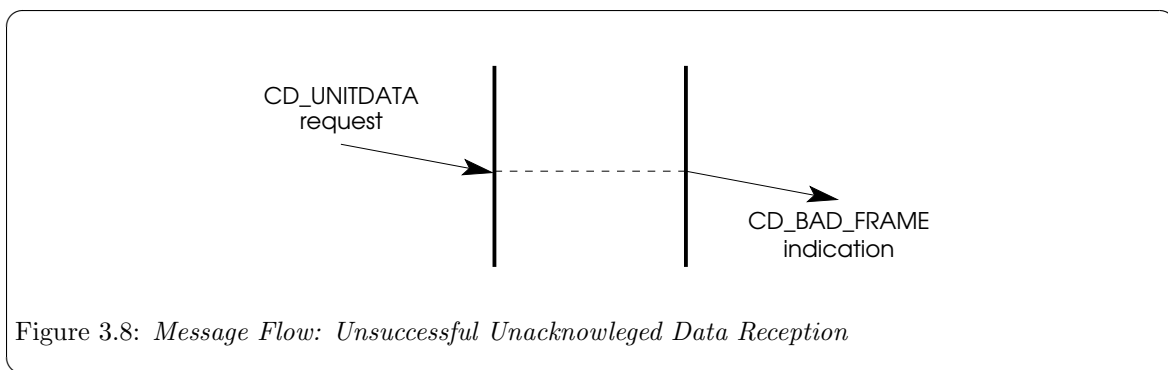 CD_UNITDATA
request
CD_BAD_FRAME
indication
Figure 3.8: Message Flow: Unsuccessful Unacknowleged Data Reception